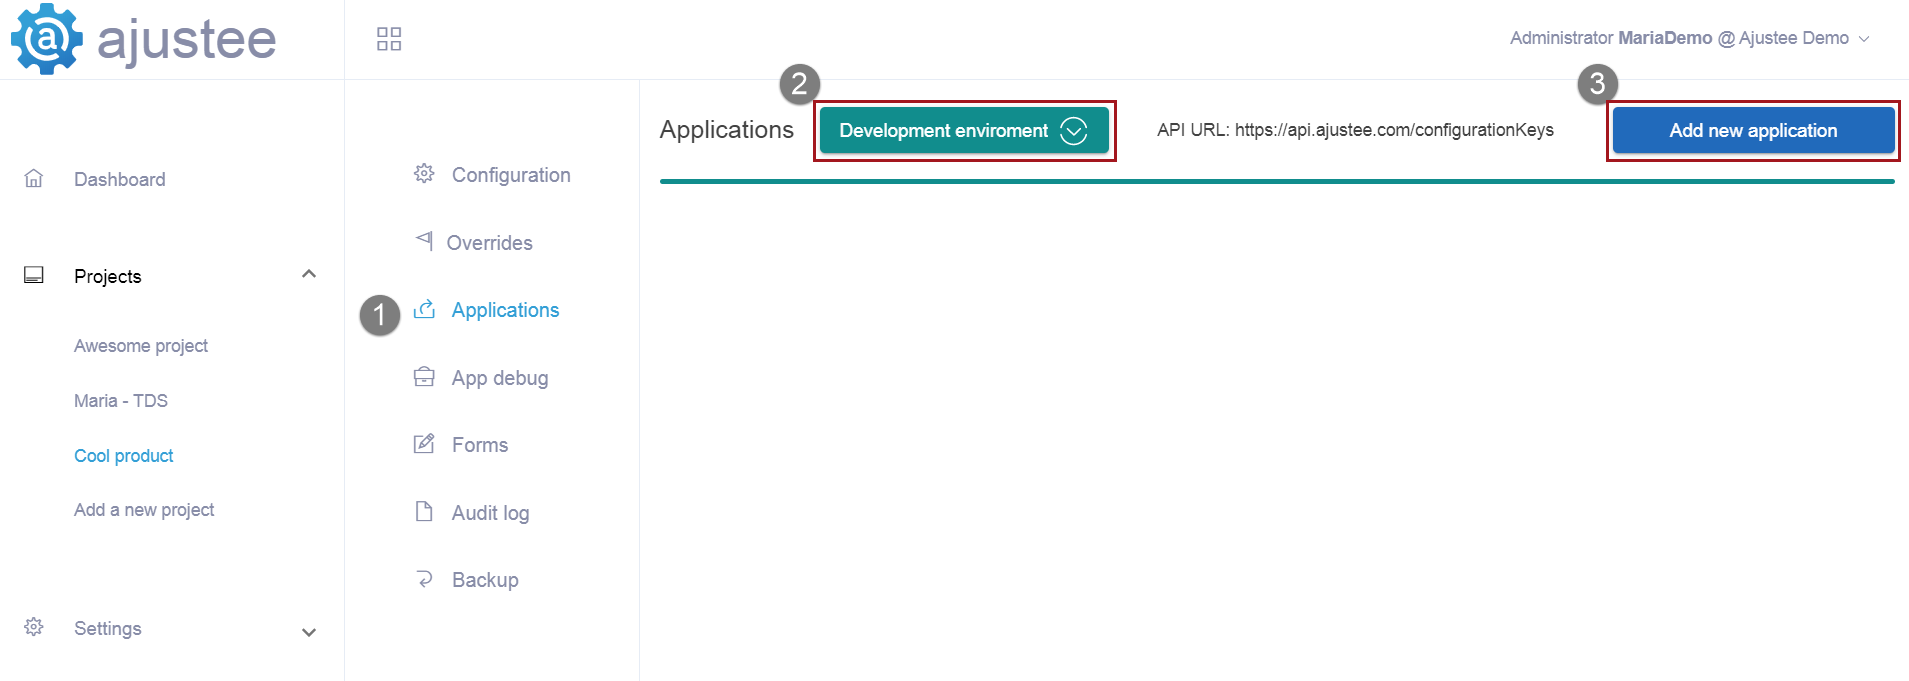 ajustee
Administrator MariaDemo @ Ajustee Demo
Dashboard
Projects
Awesome project
Maria - TDS
Cool product
Add a new project
Settings
Configuration
Overrides
1
Applications
App debug
Forms
Audit log
Backup
Applications
2
Development enviroment
API URL: https://api.ajustee.com/configurationKeys
3
Add new application